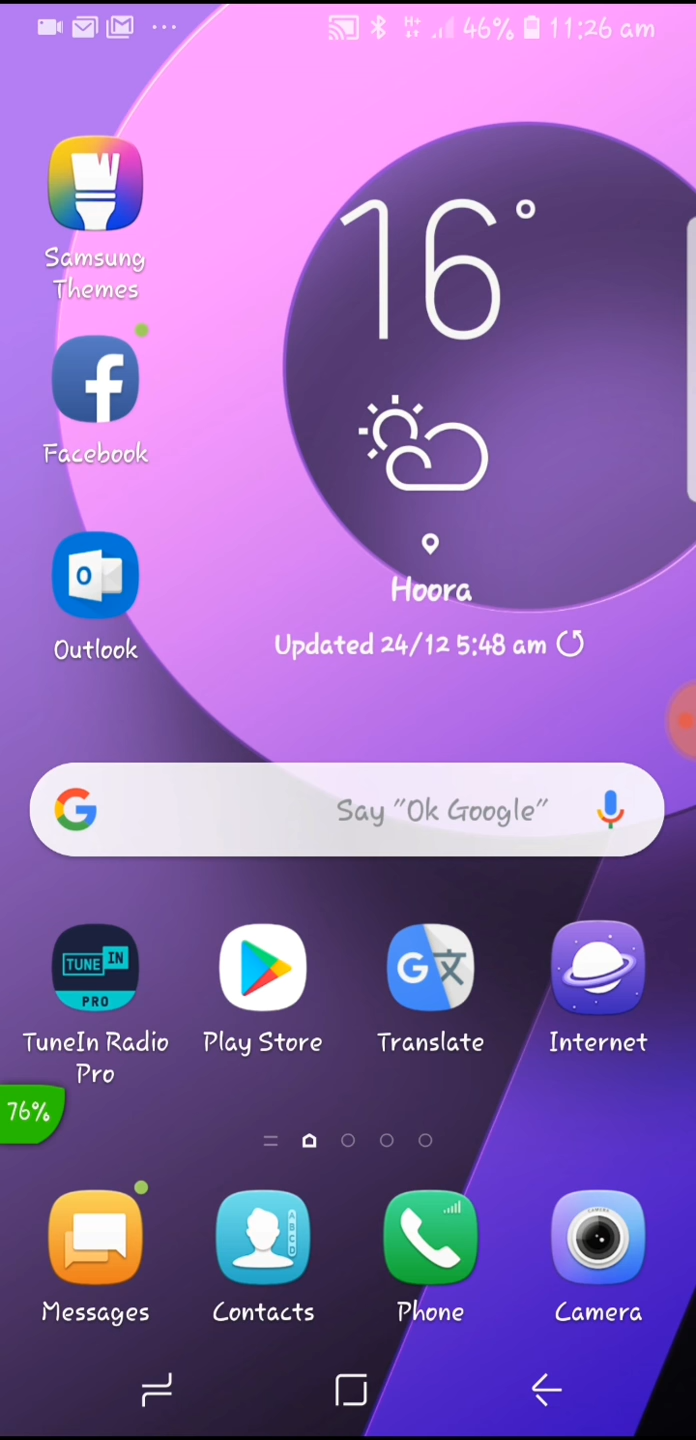 46% 11:26 am
16°
Samsung
Themes
Facebook
Outlook
Hoora
Updated 24/12 5:48 am
Say "Ok Google"
TUNE IN
PRO
TuneIn Radio
Pro
Play Store
Translate
Internet
76%
Messages
Contacts
Phone
Camera